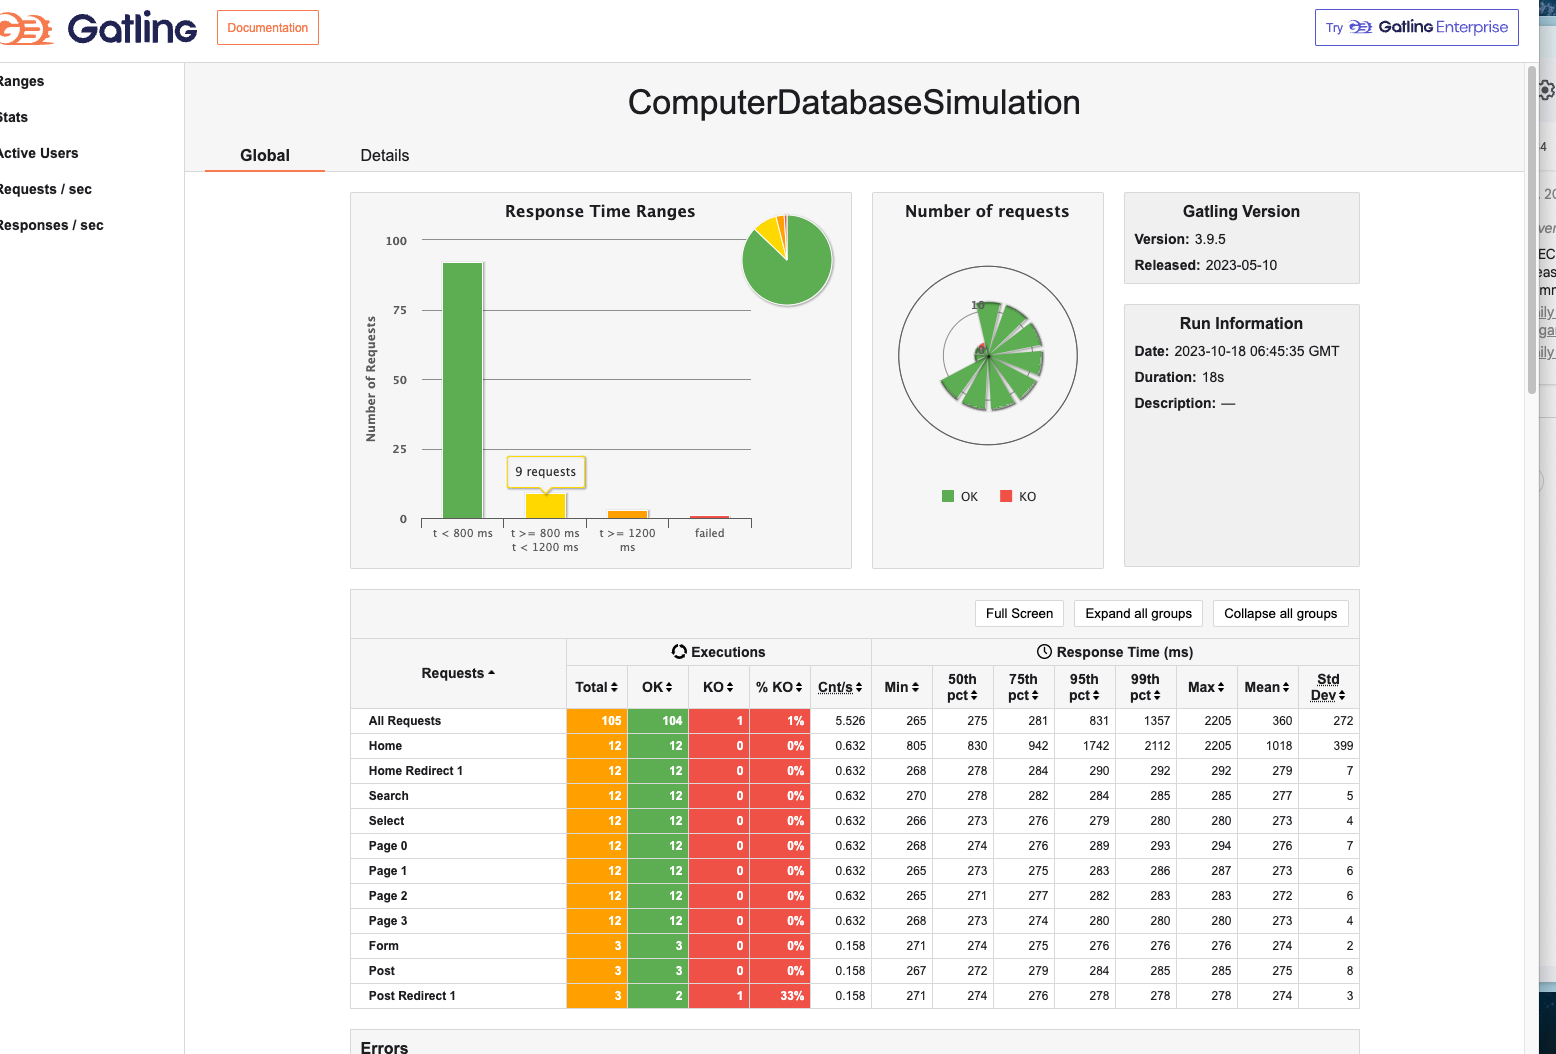 Gatling
Documentation
Try Gatling Enterprise
Ranges
Stats
Active Users
Requests / sec
Responses / sec
ComputerDatabaseSimulation
Global Details
Response Time Ranges
Number of Requests
100
75
50
25
0
9 requests
t < 800 ms
t >= 800 ms
t < 1200 ms
t >= 1200
ms
failed
Number of requests
10
OK KO
Gatling Version
Version: 3.9.5
Released: 2023-05-10
Run Information
Date: 2023-10-18 06:45:35 GMT
Duration: 18s
Description: —
Full Screen Expand all groups Collapse all groups
Requests Executions Response Time (ms)
Total OK KO % KO Cnt/s Min 50th pct 75th pct 95th pct 99th pct Max Mean Std Dev
All Requests 105 104 1 1% 5.526 265 275 281 831 1357 2205 360 272
Home 12 12 0 0% 0.632 805 830 942 1742 2112 2205 1018 399
Home Redirect 1 12 12 0 0% 0.632 268 278 284 290 292 292 279 7
Search 12 12 0 0% 0.632 270 278 282 284 285 285 277 5
Select 12 12 0 0% 0.632 266 273 276 279 280 280 273 4
Page 0 12 12 0 0% 0.632 268 274 276 289 293 294 276 7
Page 1 12 12 0 0% 0.632 265 273 275 283 286 287 273 6
Page 2 12 12 0 0% 0.632 265 271 277 282 283 283 272 6
Page 3 12 12 0 0% 0.632 268 273 274 280 280 280 273 4
Form 3 3 0 0% 0.158 271 274 275 276 276 276 274 2
Post 3 3 0 0% 0.158 267 272 279 284 285 285 275 8
Post Redirect 1 3 2 1 33% 0.158 271 274 276 278 278 278 274 3
Errors